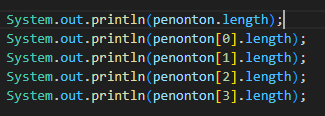 System.out.println(penonton.length);
System.out.println(penonton[0].length);
System.out.println(penonton[1].length);
System.out.println(penonton[2].length);
System.out.println(penonton[3].length);